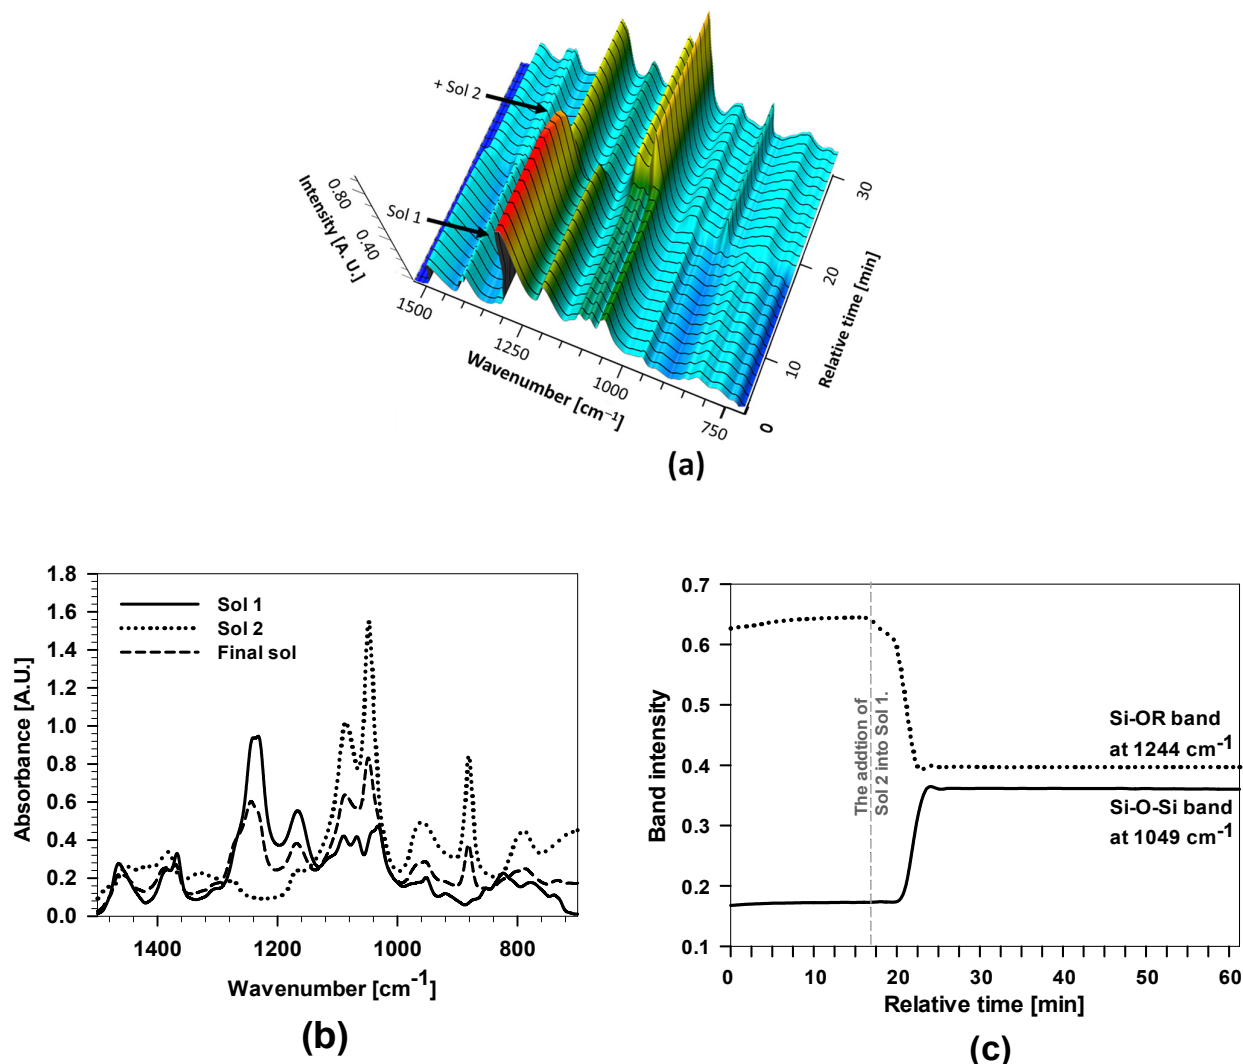 + Sol 2
Sol 1
Intensity [A. U.]
0.80
0.40
1500
1250
1000
750
Wavenumber [cm⁻¹]
0
10
20
30
Relative time [min]
(a)
1.8
1.6
1.4
1.2
1.0
0.8
0.6
0.4
0.2
0.0
Absorbance [A.U.]
Sol 1
Sol 2
Final sol
1400
1200
1000
800
Wavenumber [cm⁻¹]
(b)
0.7
0.6
0.5
0.4
0.3
0.2
0.1
Band intensity
The addtion of
Sol 2 into Sol 1.
Si-OR band
at 1244 cm⁻¹
Si-O-Si band
at 1049 cm⁻¹
0
10
20
30
40
50
60
Relative time [min]
(c)